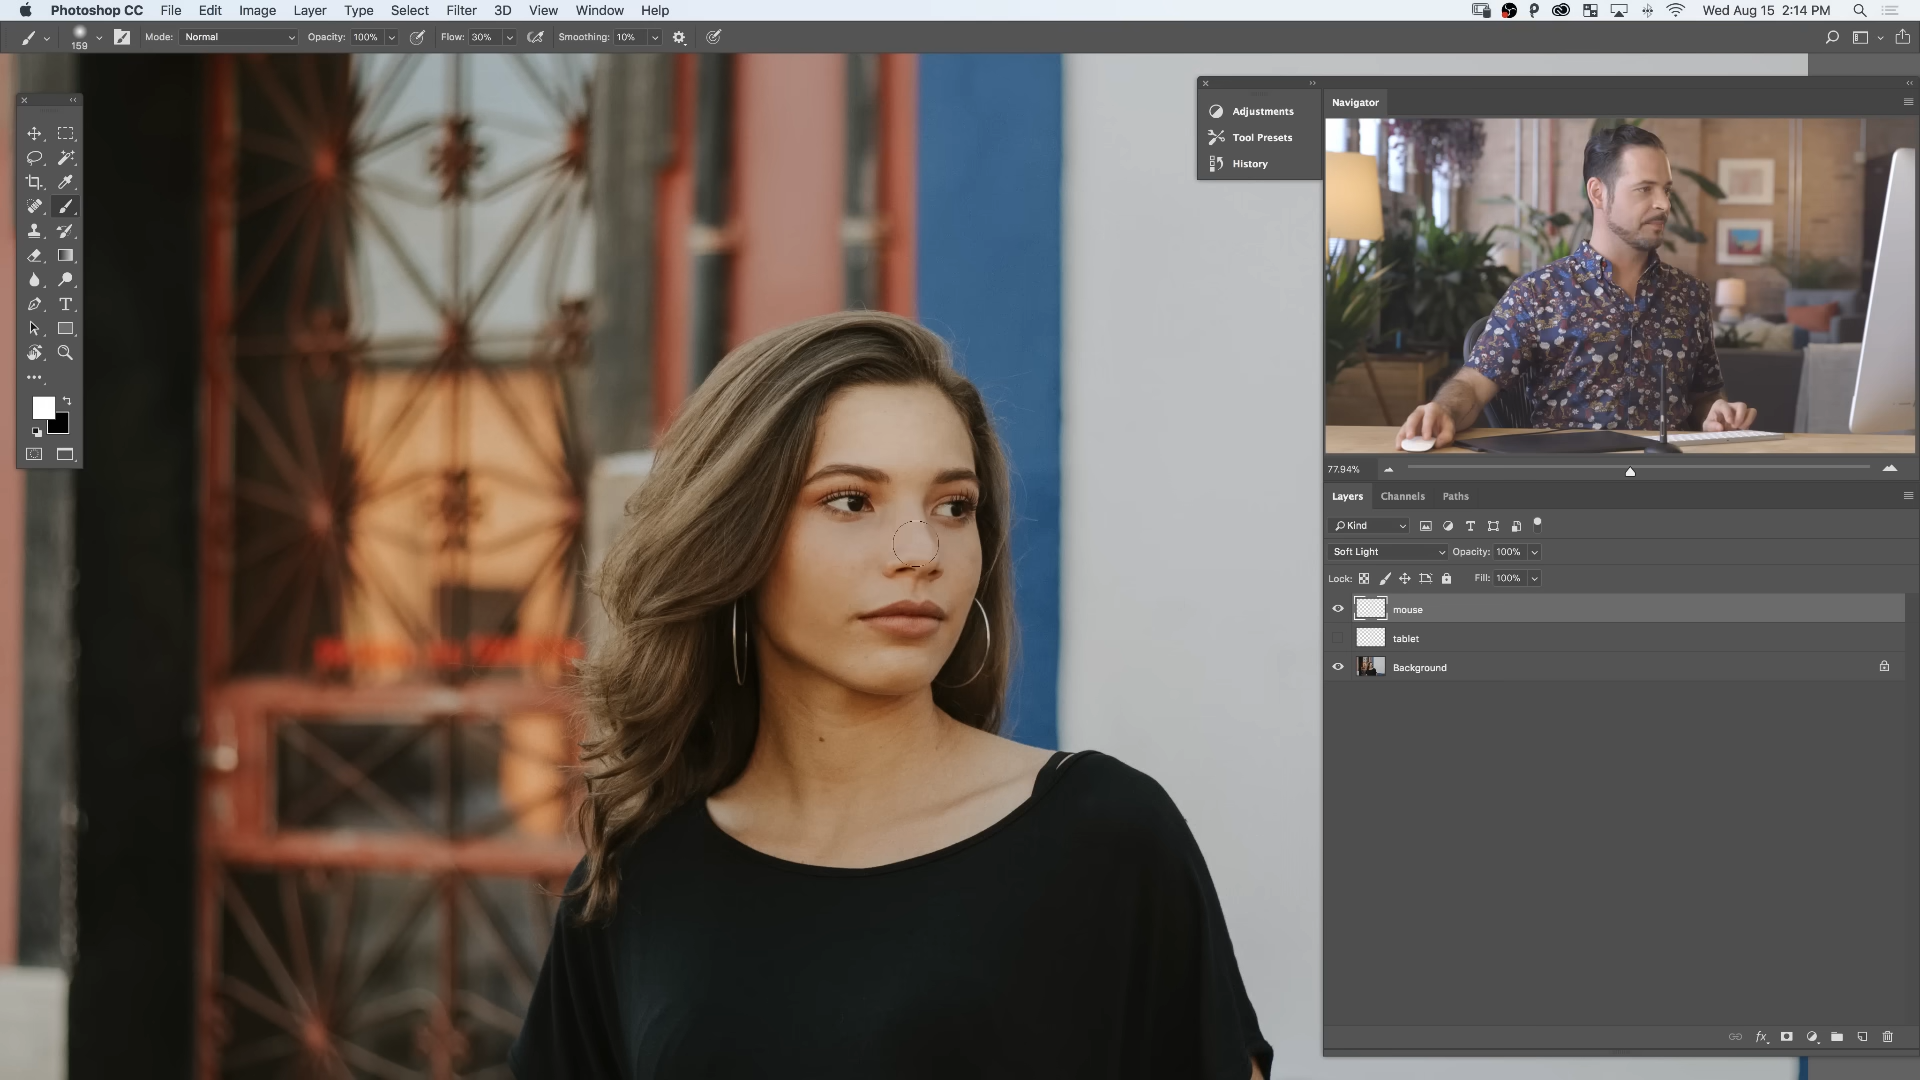 Photoshop CC File Edit Image Layer Type Select Filter 3D View Window Help Wed Aug 15 2:14 PM
159 Mode: Normal Opacity: 100% Flow: 30% Smoothing: 10%
Adjustments
Tool Presets
History
Navigator
77.94%
Layers Channels Paths
Kind
Soft Light Opacity: 100%
Lock: Fill: 100%
mouse
tablet
Background